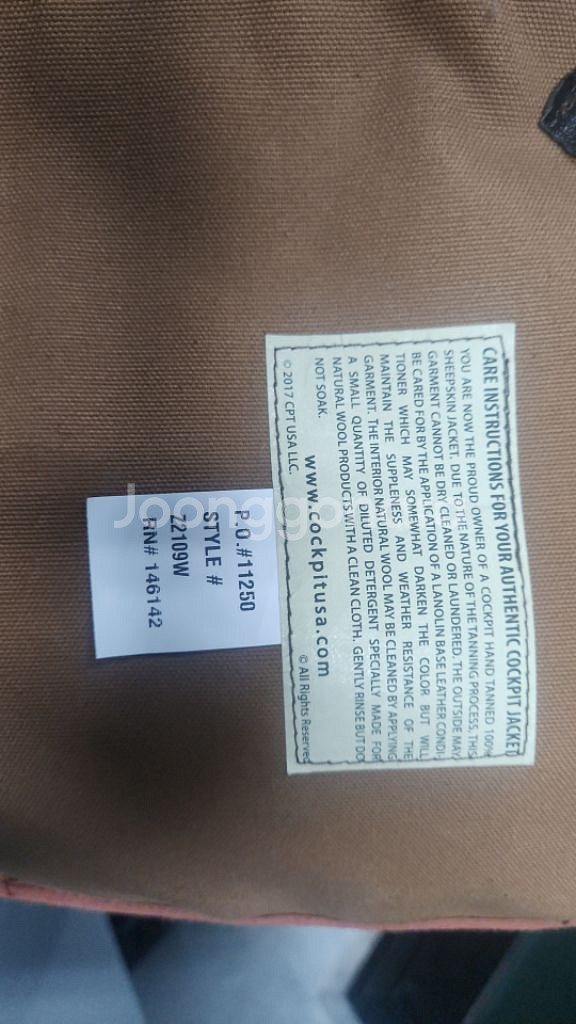 CARE INSTRUCTIONS FOR YOUR AUTHENTIC COCKPIT JACKET
YOU ARE NOW THE PROUD OWNER OF A COCKPIT HAND TANNED 100%
SHEEPSKIN JACKET. DUE TO THE NATURE OF THE TANNING PROCESS, THIS
GARMENT CANNOT BE DRY CLEANED OR LAUNDERED. THE OUTSIDE MAY
BE CARED FOR BY THE APPLICATION OF A LANOLIN BASE LEATHER CONDI-
TIONER WHICH MAY SOMEWHAT DARKEN THE COLOR BUT WILL
MAINTAIN THE SUPPLENESS AND WEATHER RESISTANCE OF THE
GARMENT. THE INTERIOR NATURAL WOOL MAY BE CLEANED BY APPLYING
A SMALL QUANTITY OF DILUTED DETERGENT SPECIALLY MADE FOR
NATURAL WOOL PRODUCTS WITH A CLEAN CLOTH. GENTLY RINSE BUT DO
NOT SOAK.
www.cockpitusa.com
© 2017 CPT USA LLC. © All Rights Reserved
P.O.#11250
STYLE #
Z2109W
RN# 146142